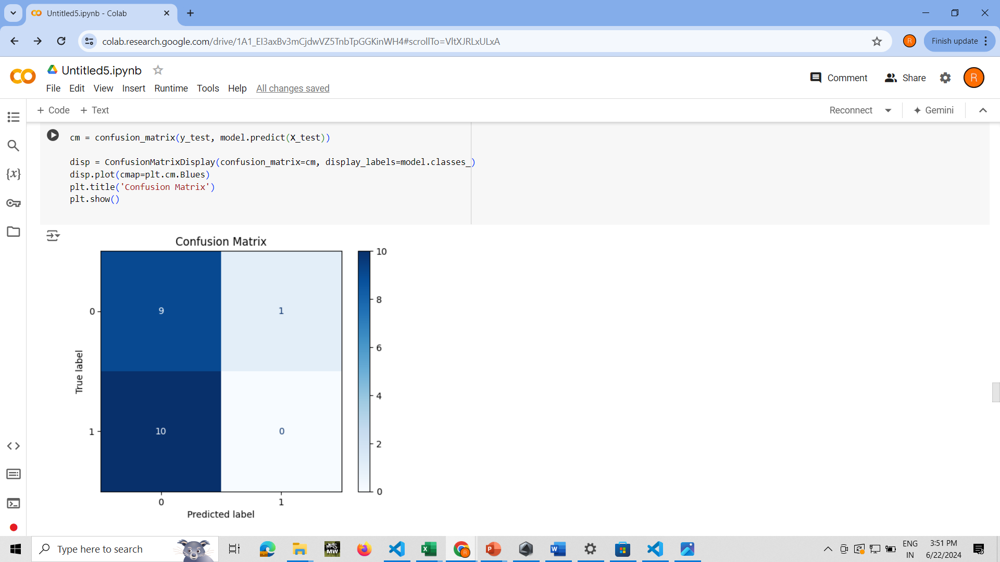 Untitled5.ipynb - Colab
colab.research.google.com/drive/1A1_EI3axBv3mCjdwVZ5TnbTpGGKinWH4#scrollTo=VltXJRLxULxA
R
Finish update
CO
Untitled5.ipynb
File Edit View Insert Runtime Tools Help All changes saved
Comment
Share
R
+ Code + Text
Reconnect
Gemini
{x}
cm = confusion_matrix(y_test, model.predict(X_test))
disp = ConfusionMatrixDisplay(confusion_matrix=cm, display_labels=model.classes_)
disp.plot(cmap=plt.cm.Blues)
plt.title('Confusion Matrix')
plt.show()
Confusion Matrix
10
8
6
4
2
0
0
1
True label
9 1
10 0
0 1
Predicted label
Type here to search
NFS MW
X
R
P
W
ENG
IN
3:51 PM
6/22/2024